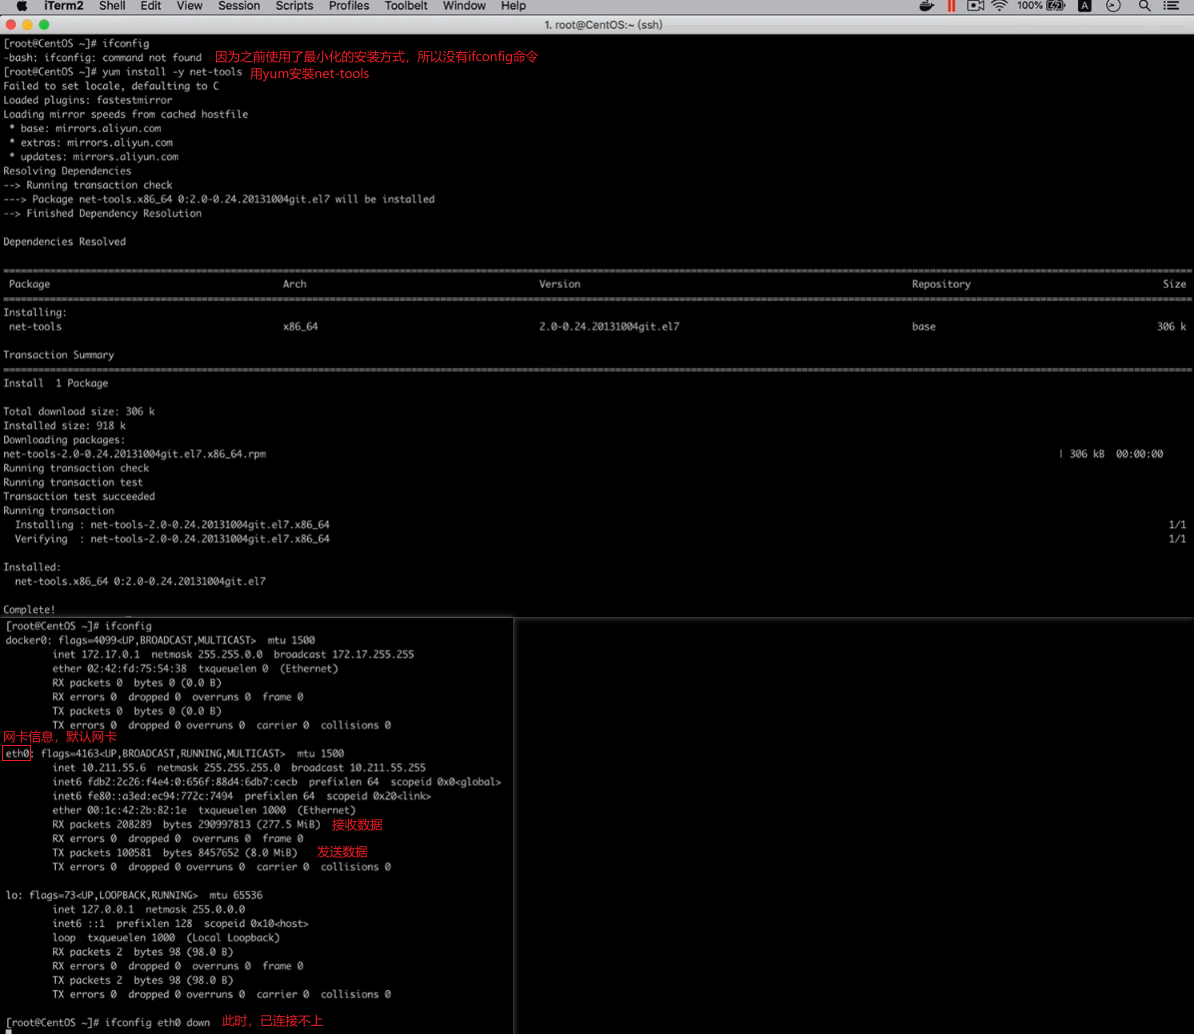 iTerm2 Shell Edit View Session Scripts Profiles Toolbelt Window Help 100% A
1. root@CentOS:~ (ssh)
[root@CentOS ~]# ifconfig
-bash: ifconfig: command not found 因为之前使用了最小化的安装方式，所以没有ifconfig命令
[root@CentOS ~]# yum install -y net-tools 用yum安装net-tools
Failed to set locale, defaulting to C
Loaded plugins: fastestmirror
Loading mirror speeds from cached hostfile
* base: mirrors.aliyun.com
* extras: mirrors.aliyun.com
* updates: mirrors.aliyun.com
Resolving Dependencies
--> Running transaction check
---> Package net-tools.x86_64 0:2.0-0.24.20131004git.el7 will be installed
--> Finished Dependency Resolution
Dependencies Resolved
Package Arch Version Repository Size
Installing:
net-tools x86_64 2.0-0.24.20131004git.el7 base 306 k
Transaction Summary
Install 1 Package
Total download size: 306 k
Installed size: 918 k
Downloading packages:
net-tools-2.0-0.24.20131004git.el7.x86_64.rpm | 306 kB 00:00:00
Running transaction check
Running transaction test
Transaction test succeeded
Running transaction
Installing : net-tools-2.0-0.24.20131004git.el7.x86_64 1/1
Verifying : net-tools-2.0-0.24.20131004git.el7.x86_64 1/1
Installed:
net-tools.x86_64 0:2.0-0.24.20131004git.el7
Complete!
[root@CentOS ~]# ifconfig
docker0: flags=4099<UP,BROADCAST,MULTICAST> mtu 1500
inet 172.17.0.1 netmask 255.255.0.0 broadcast 172.17.255.255
ether 02:42:fd:75:54:38 txqueuelen 0 (Ethernet)
RX packets 0 bytes 0 (0.0 B)
RX errors 0 dropped 0 overruns 0 frame 0
TX packets 0 bytes 0 (0.0 B)
TX errors 0 dropped 0 overruns 0 carrier 0 collisions 0
网卡信息，默认网卡
eth0: flags=4163<UP,BROADCAST,RUNNING,MULTICAST> mtu 1500
inet 10.211.55.6 netmask 255.255.255.0 broadcast 10.211.55.255
inet6 fdb2:2c26:f4e4:0:656f:88d4:6db7:cecb prefixlen 64 scopeid 0x0<global>
inet6 fe80::a3ed:ec94:772c:7494 prefixlen 64 scopeid 0x20<link>
ether 00:1c:42:2b:82:1e txqueuelen 1000 (Ethernet)
RX packets 208289 bytes 290997813 (277.5 MiB) 接收数据
RX errors 0 dropped 0 overruns 0 frame 0
TX packets 100581 bytes 8457652 (8.0 MiB) 发送数据
TX errors 0 dropped 0 overruns 0 carrier 0 collisions 0
lo: flags=73<UP,LOOPBACK,RUNNING> mtu 65536
inet 127.0.0.1 netmask 255.0.0.0
inet6 ::1 prefixlen 128 scopeid 0x10<host>
loop txqueuelen 1000 (Local Loopback)
RX packets 2 bytes 98 (98.0 B)
RX errors 0 dropped 0 overruns 0 frame 0
TX packets 2 bytes 98 (98.0 B)
TX errors 0 dropped 0 overruns 0 carrier 0 collisions 0
[root@CentOS ~]# ifconfig eth0 down 此时，已连接不上